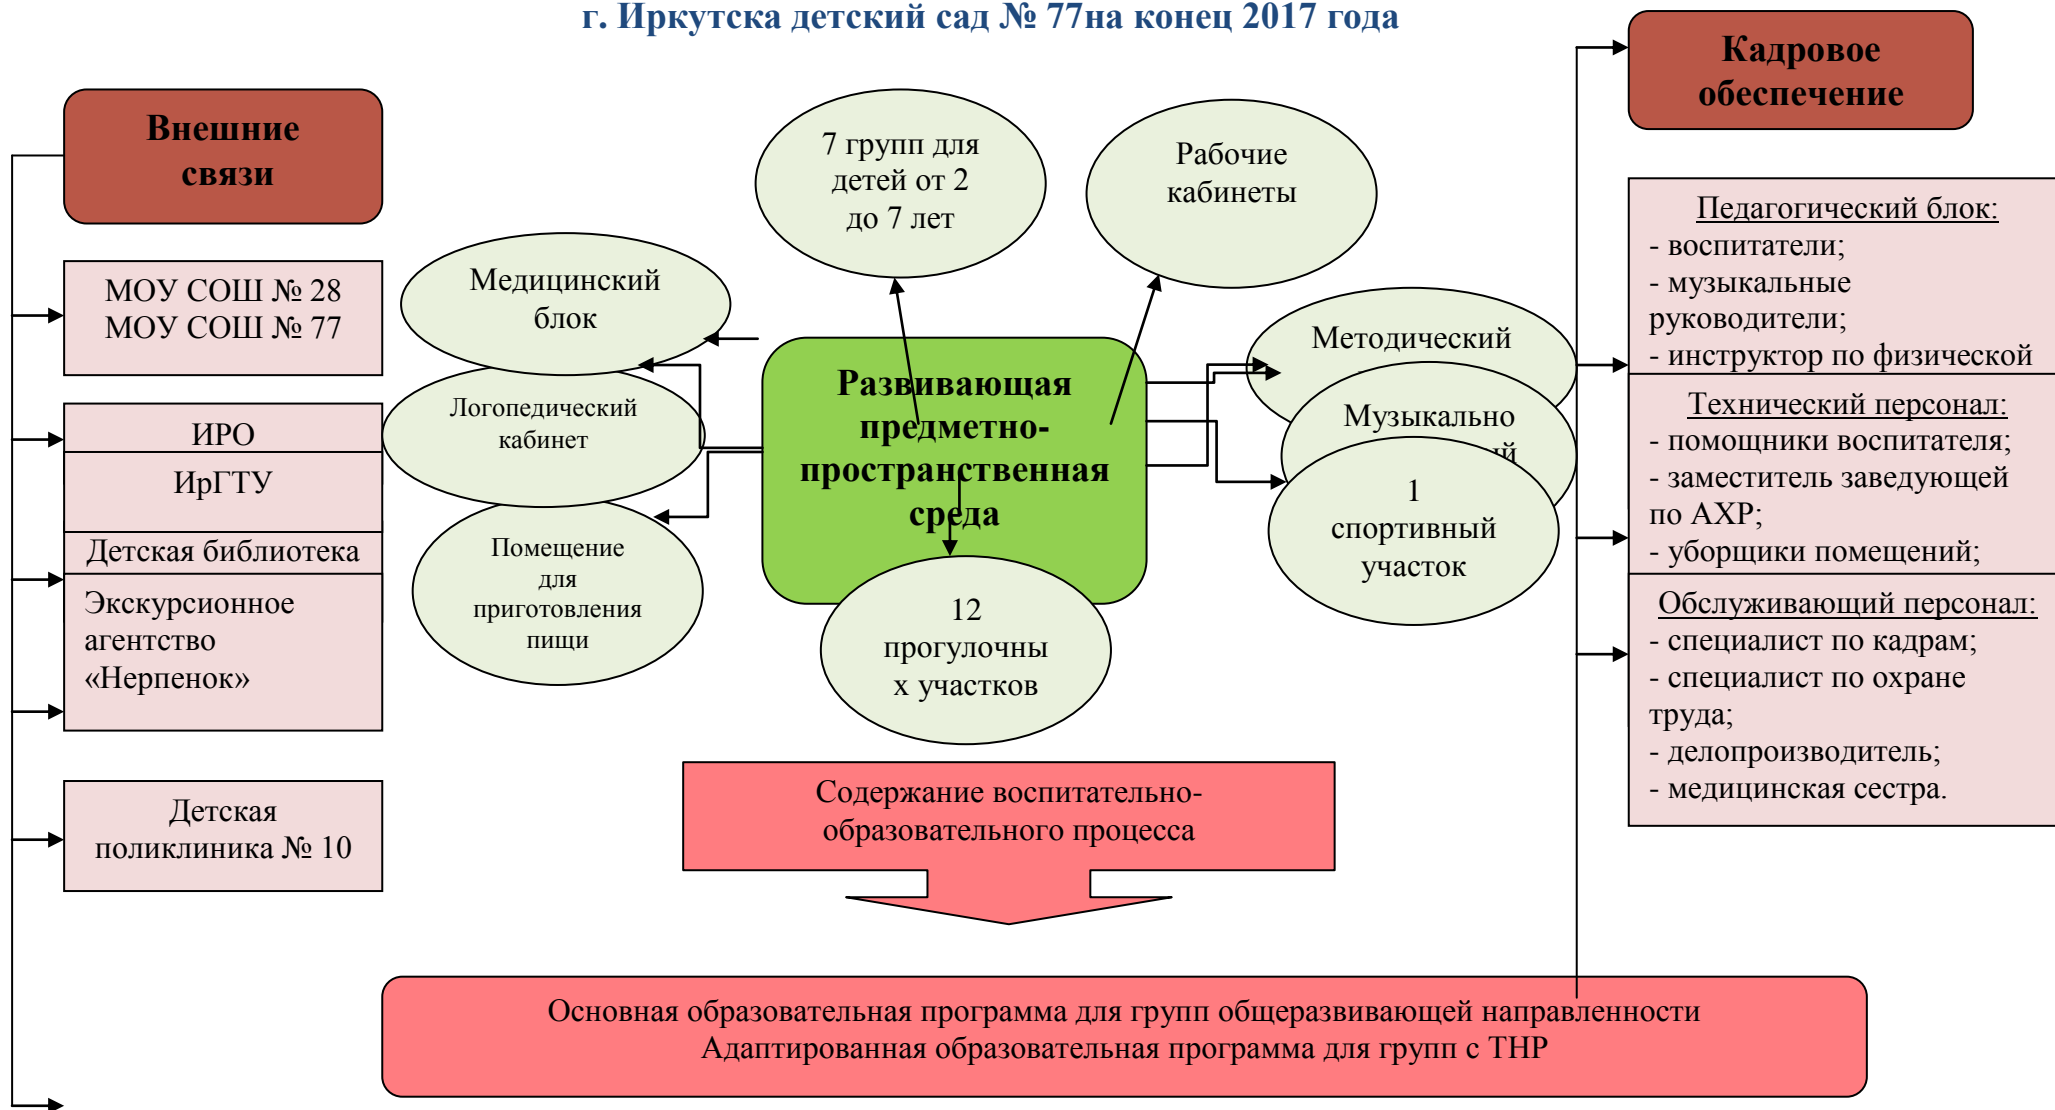 г. Иркутска детский сад № 77на конец 2017 года
Внешние
связи
МОУ СОШ № 28
МОУ СОШ № 77
ИРО
ИрГТУ
Детская библиотека
Экскурсионное
агентство
«Нерпенок»
Детская
поликлиника № 10
7 групп для
детей от 2
до 7 лет
Рабочие
кабинеты
Медицинский
блок
Логопедический
кабинет
Помещение
для
приготовления
пищи
Развивающая
предметно-
пространственная
среда
12
прогулочны
х участков
Методический
Музыкально
1
спортивный
участок
Кадровое
обеспечение
Педагогический блок:
- воспитатели;
- музыкальные
руководители;
- инструктор по физической
Технический персонал:
- помощники воспитателя;
- заместитель заведующей
по АХР;
- уборщики помещений;
Обслуживающий персонал:
- специалист по кадрам;
- специалист по охране
труда;
- делопроизводитель;
- медицинская сестра.
Содержание воспитательно-
образовательного процесса
Основная образовательная программа для групп общеразвивающей направленности
Адаптированная образовательная программа для групп с ТНР